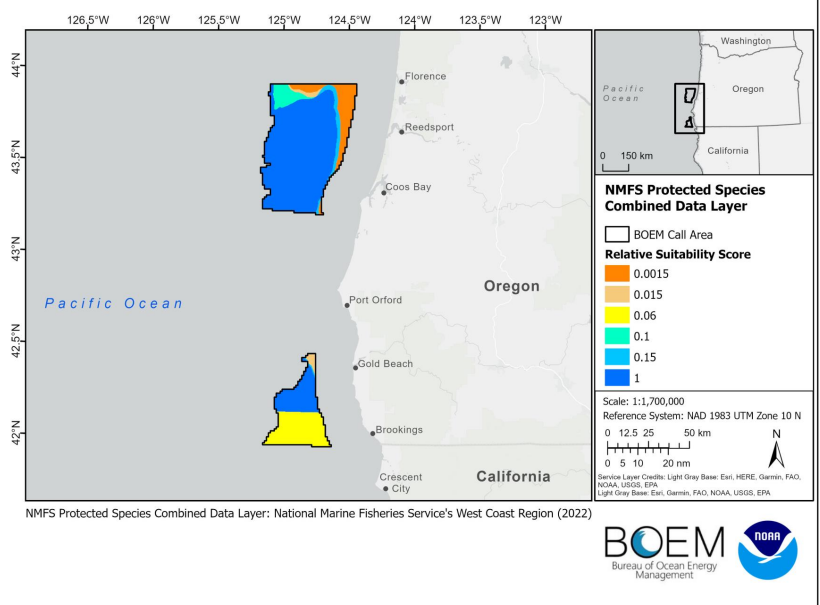 126.5°W 126°W 125.5°W 125°W 124.5°W 124°W 123.5°W 123°W
44°N
43.5°N
43°N
42.5°N
42°N
Florence
Reedsport
Coos Bay
Port Orford
Gold Beach
Brookings
Crescent
City
Pacific Ocean
Oregon
California
Washington
Pacific
Ocean
Oregon
California
0 150 km
NMFS Protected Species
Combined Data Layer
BOEM Call Area
Relative Suitability Score
0.0015
0.015
0.06
0.1
0.15
1
Scale: 1:1,700,000
Reference System: NAD 1983 UTM Zone 10 N
0 12.5 25 50 km
0 5 10 20 nm
N
Service Layer Credits: Light Gray Base: Esri, HERE, Garmin, FAO,
NOAA, USGS, EPA
Light Gray Base: Esri, Garmin, FAO, NOAA, USGS, EPA
NMFS Protected Species Combined Data Layer: National Marine Fisheries Service's West Coast Region (2022)
BOEM
Bureau of Ocean Energy
Management
NOAA